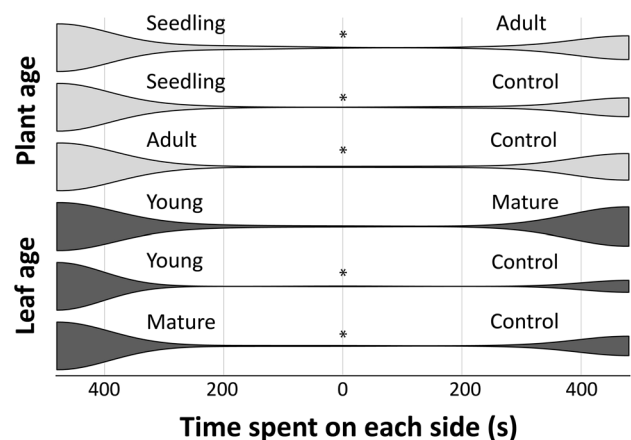 Plant age
Seedling * Adult
Seedling * Control
Adult * Control
Leaf age
Young Mature
Young * Control
Mature * Control
400 200 0 200 400
Time spent on each side (s)